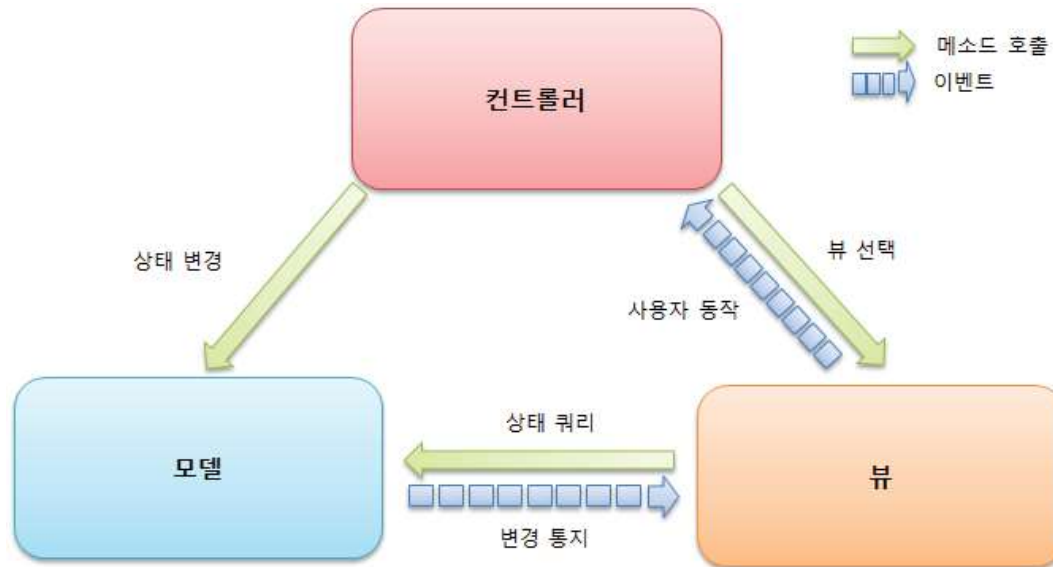 컨트롤러
메소드 호출
이벤트
상태 변경
뷰 선택
사용자 동작
모델
상태 쿼리
변경 통지
뷰